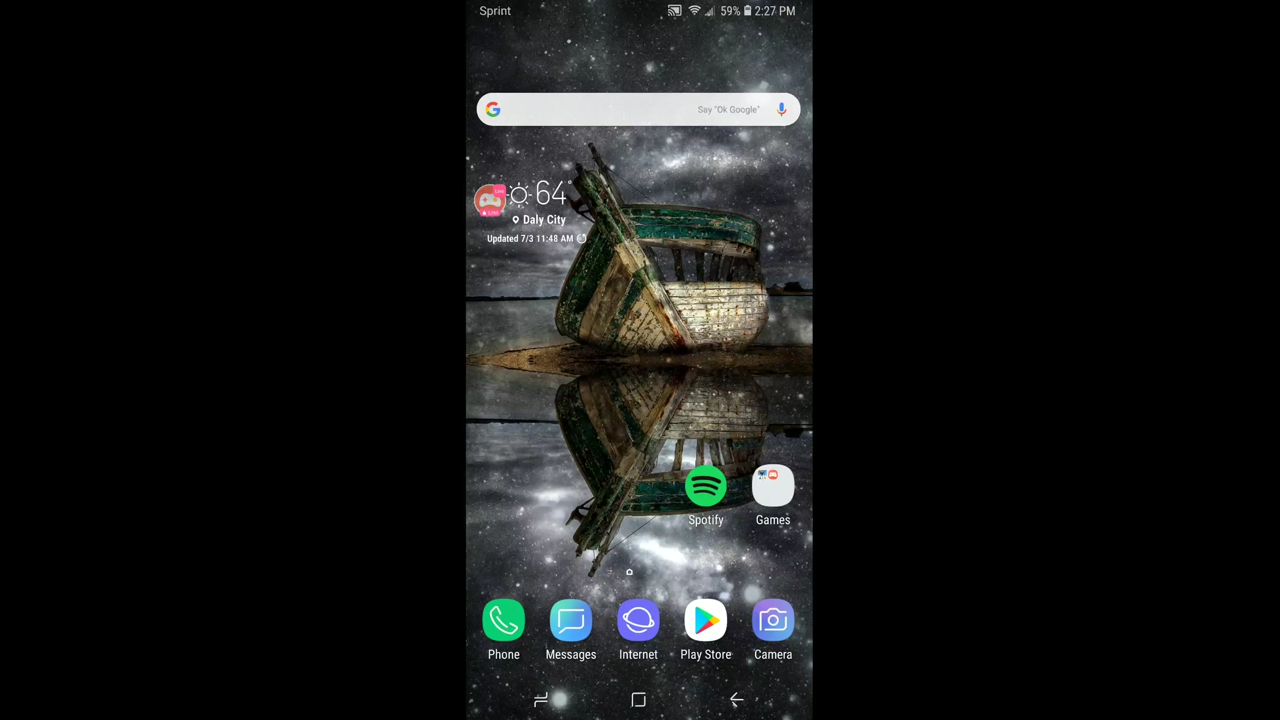 Sprint 59% 2:27 PM
Say "Ok Google"
Live
64°
Daly City
Updated 7/3 11:48 AM
Spotify Games
Phone Messages Internet Play Store Camera